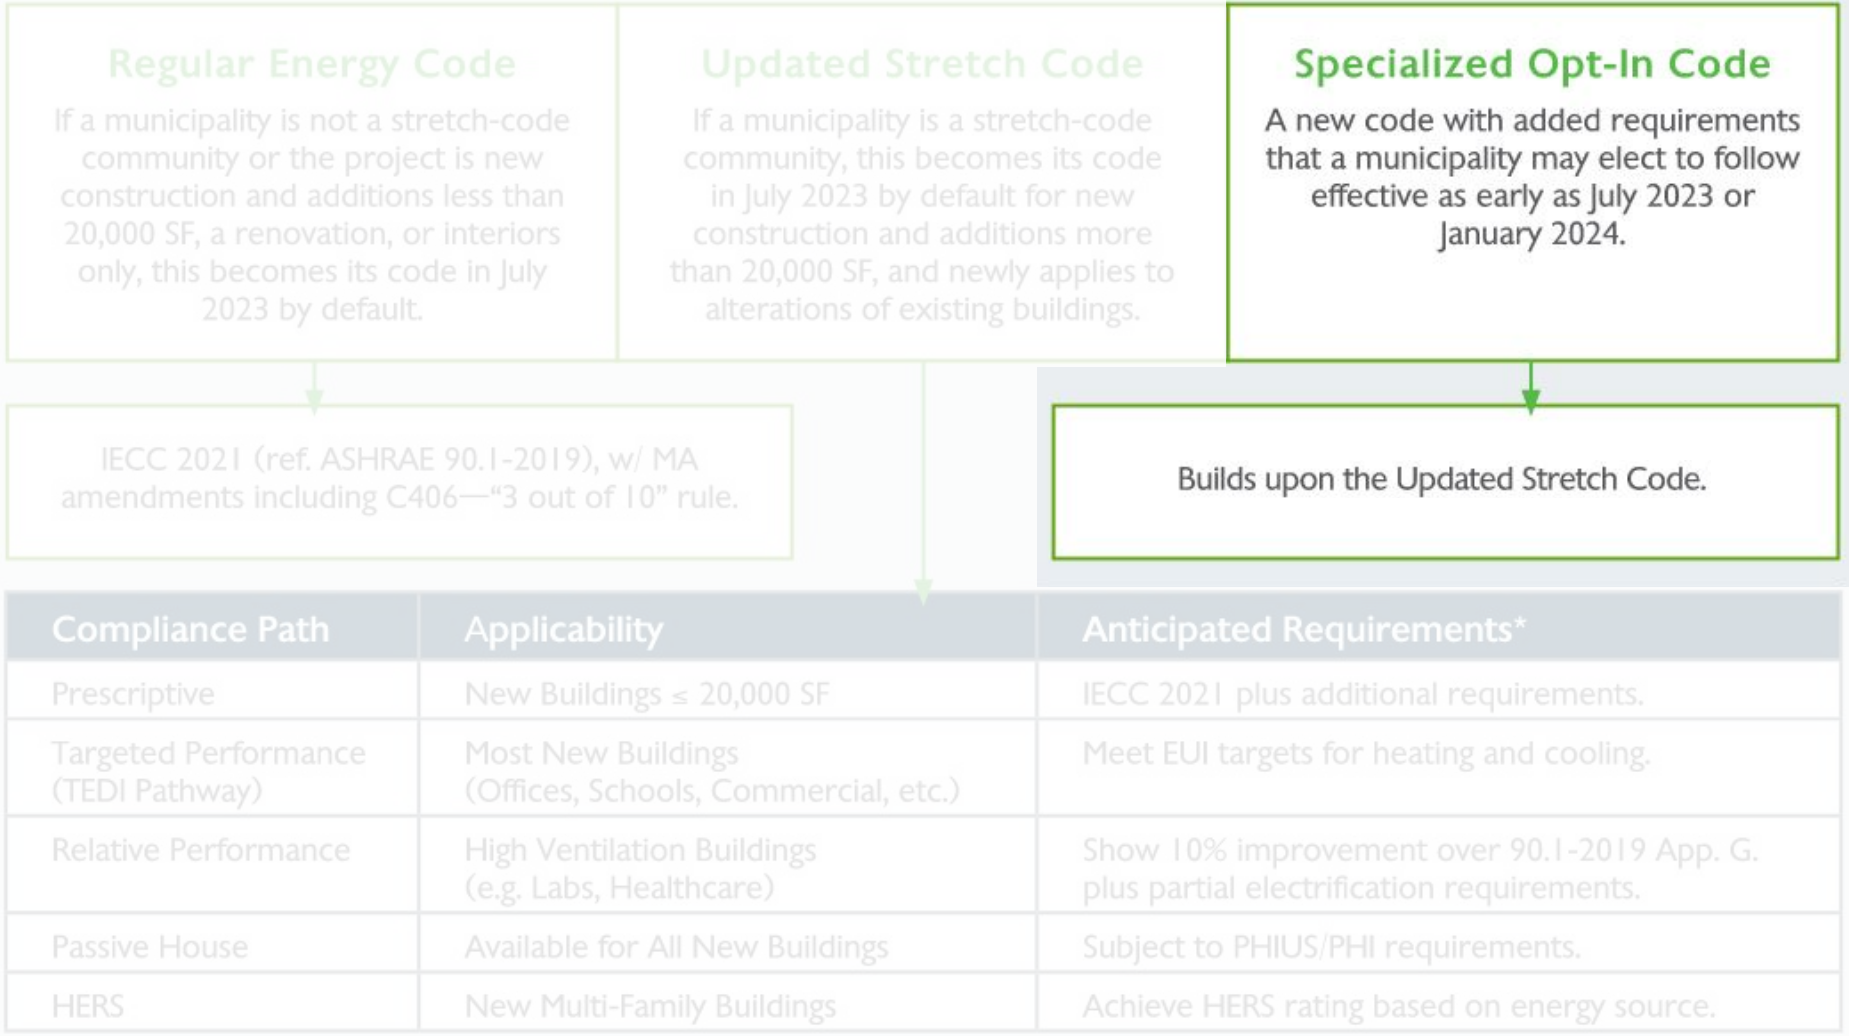 Regular Energy Code
If a municipality is not a stretch-code
community or the project is new
construction and additions less than
20,000 SF, a renovation, or interiors
only, this becomes its code in July
2023 by default.
Updated Stretch Code
If a municipality is a stretch-code
community, this becomes its code
in July 2023 by default for new
construction and additions more
than 20,000 SF, and newly applies to
alterations of existing buildings.
Specialized Opt-In Code
A new code with added requirements
that a municipality may elect to follow
effective as early as July 2023 or
January 2024.
IECC 2021 (ref. ASHRAE 90.1-2019), w/ MA
amendments including C406—“3 out of 10” rule.
Builds upon the Updated Stretch Code.
Compliance Path Applicability Anticipated Requirements*
Prescriptive New Buildings ≤ 20,000 SF IECC 2021 plus additional requirements.
Targeted Performance Most New Buildings Meet EUI targets for heating and cooling.
(TEDI Pathway) (Offices, Schools, Commercial, etc.)
Relative Performance High Ventilation Buildings Show 10% improvement over 90.1-2019 App. G.
(e.g. Labs, Healthcare) plus partial electrification requirements.
Passive House Available for All New Buildings Subject to PHIUS/PHI requirements.
HERS New Multi-Family Buildings Achieve HERS rating based on energy source.